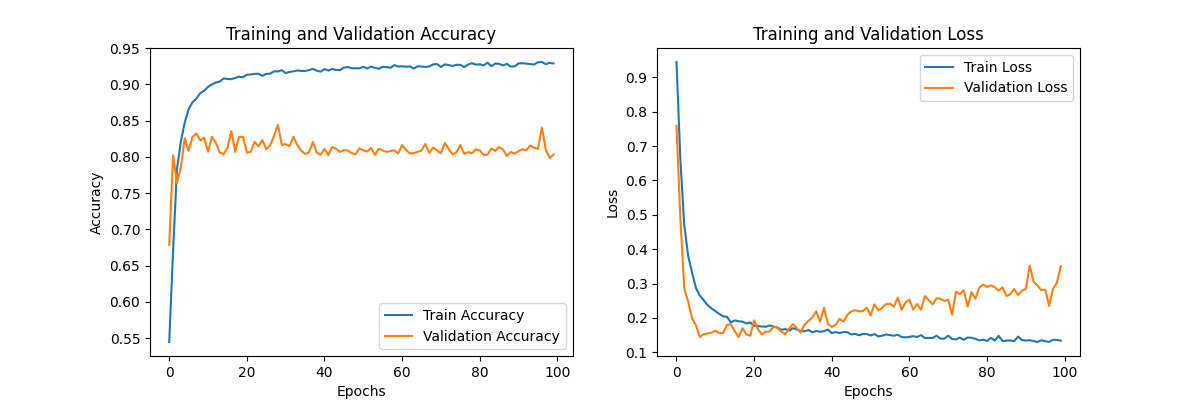 Training and Validation Accuracy
0.95
0.90
0.85
0.80
0.75
0.70
0.65
0.60
0.55
Accuracy
Train Accuracy
Validation Accuracy
0 20 40 60 80 100
Epochs
Training and Validation Loss
Train Loss
Validation Loss
0.9
0.8
0.7
0.6
0.5
0.4
0.3
0.2
0.1
Loss
0 20 40 60 80 100
Epochs